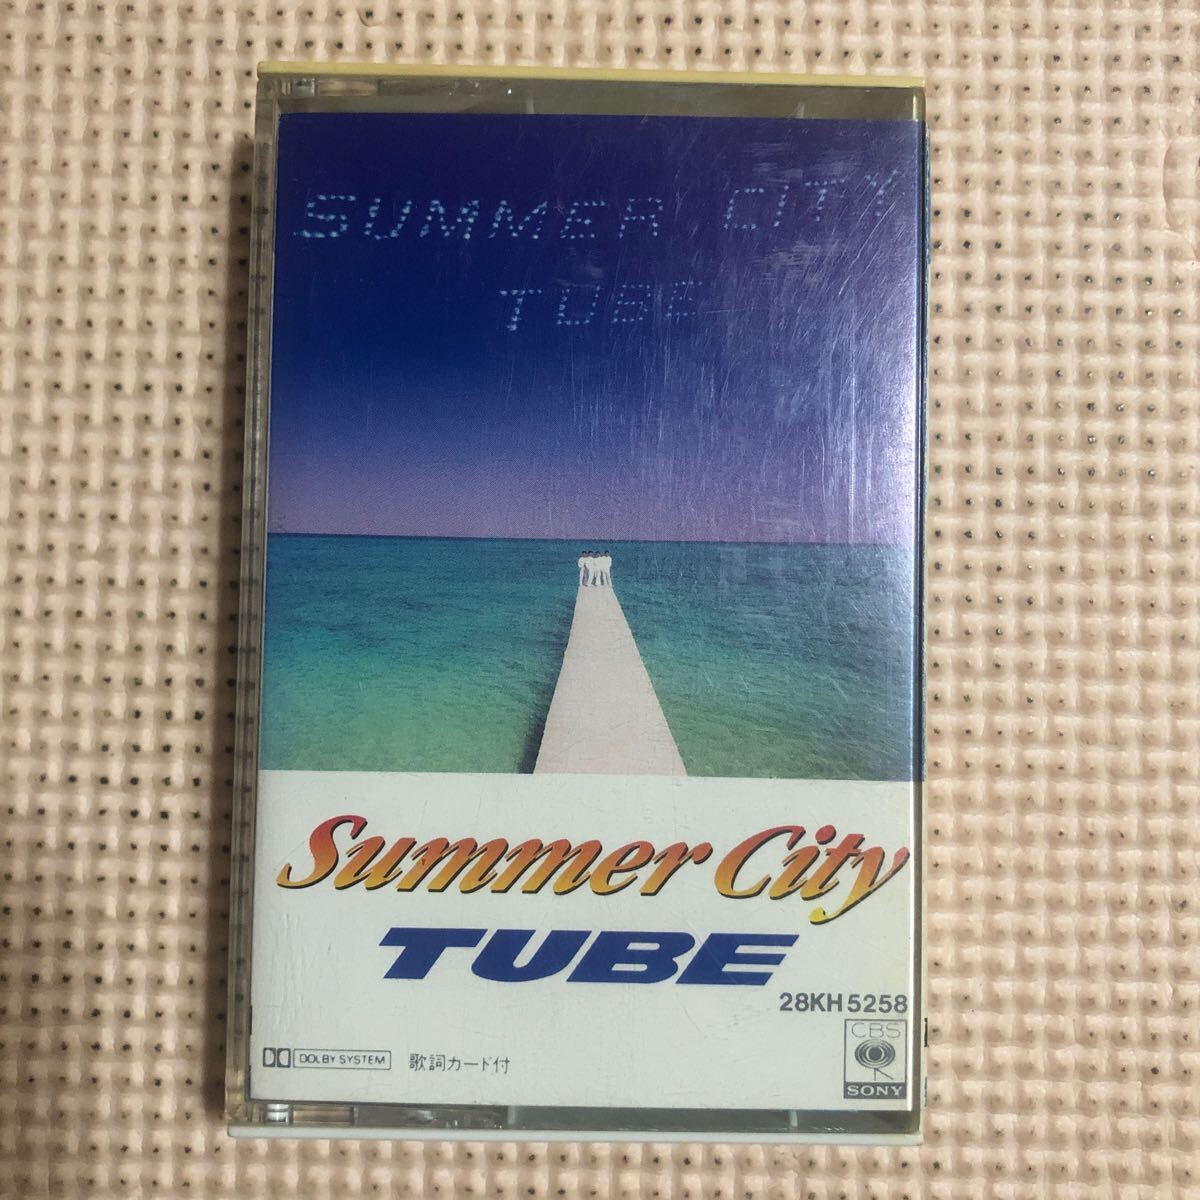 SUMMER CITY
TUBE
Summer City
TUBE
28KH 5258
DOLBY SYSTEM 歌詞カード付
CBS
SONY